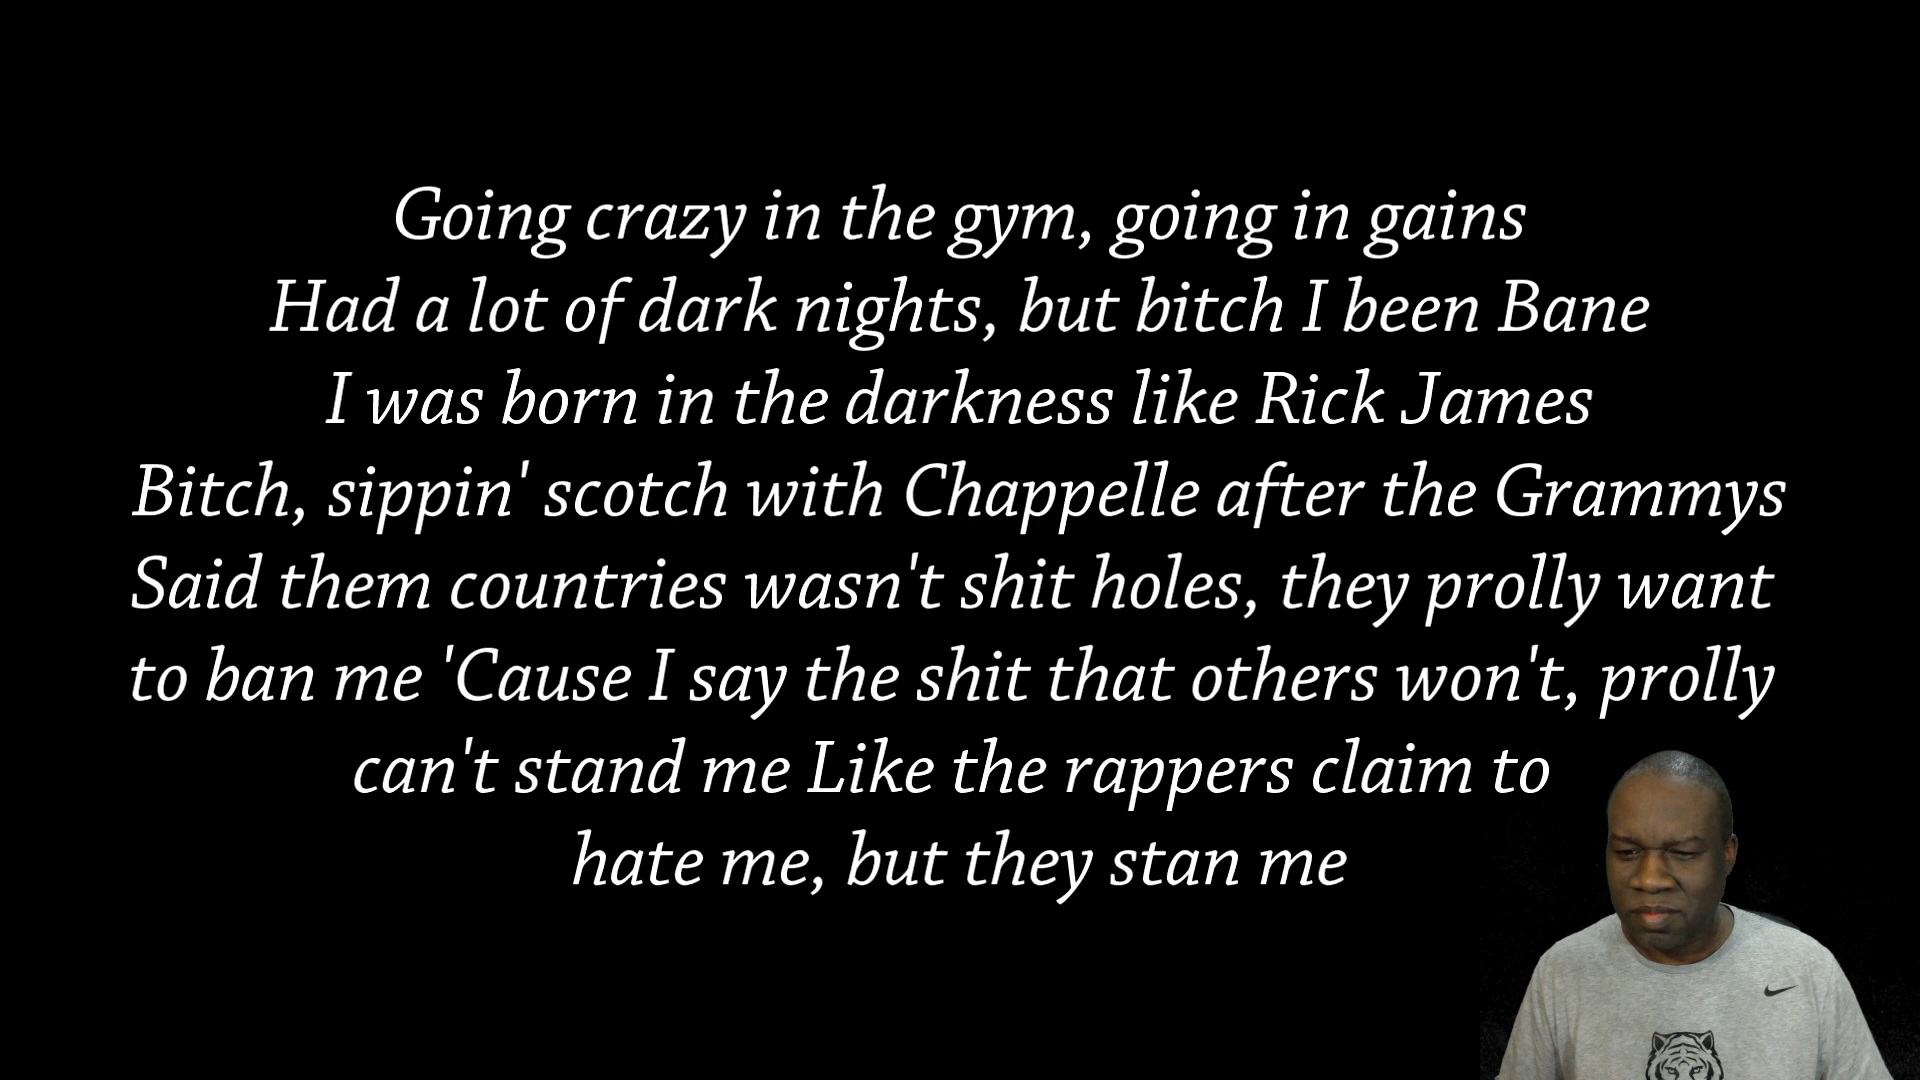 Going crazy in the gym, going in gains
Had a lot of dark nights, but bitch I been Bane
I was born in the darkness like Rick James
Bitch, sippin' scotch with Chappelle after the Grammys
Said them countries wasn't shit holes, they prolly want
to ban me 'Cause I say the shit that others won't, prolly
can't stand me Like the rappers claim to
hate me, but they stan me